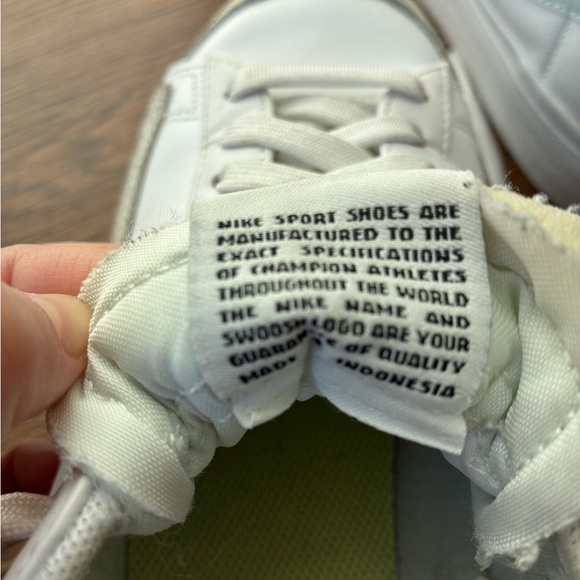 NIKE SPORT SHOES ARE
MANUFACTURED TO THE
EXACT SPECIFICATIONS
OF CHAMPION ATHLETES
THROUGHOUT THE WORLD
THE NIKE NAME AND
SWOOSH LOGO ARE YOUR
OF QUALITY
INDONESIA